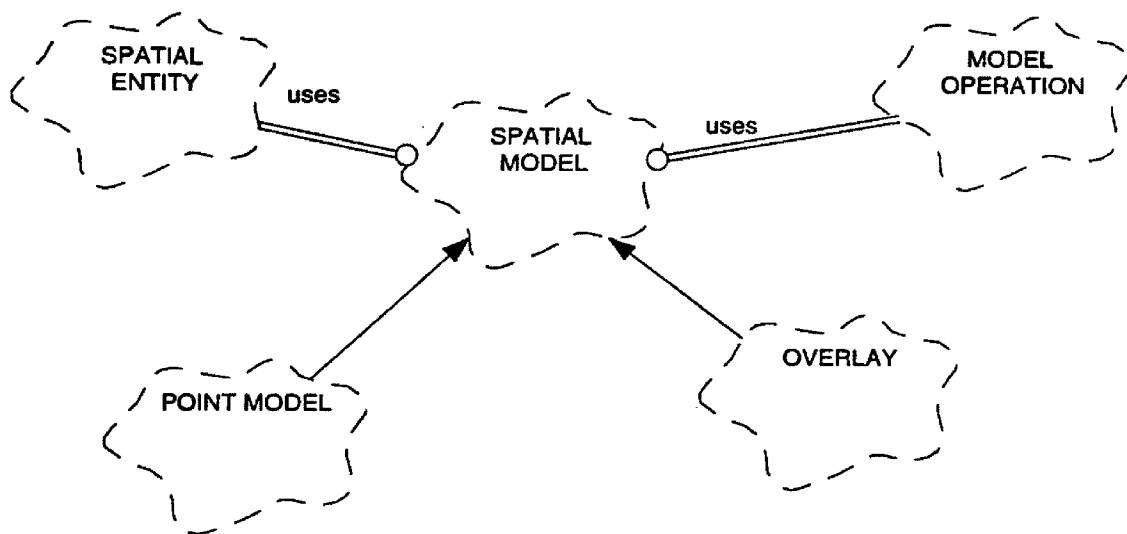 SPATIAL
ENTITY
uses
SPATIAL
MODEL
uses
MODEL
OPERATION
POINT MODEL
OVERLAY